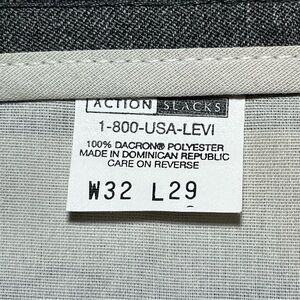 ACTION SLACKS
1-800-USA-LEVI
100% DACRON® POLYESTER
MADE IN DOMINICAN REPUBLIC
CARE ON REVERSE
W32 L29